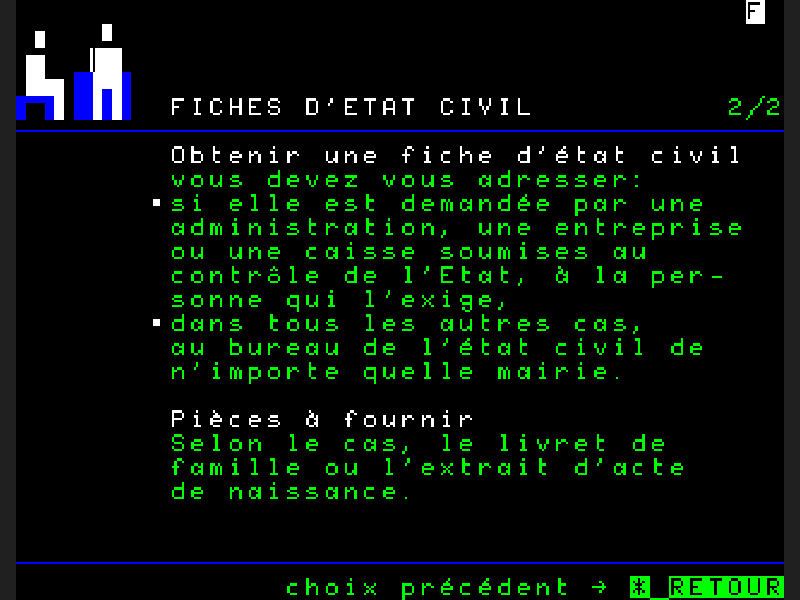 F
FICHES D'ETAT CIVIL 2/2
Obtenir une fiche d'état civil
vous devez vous adresser:
si elle est demandée par une
administration, une entreprise
ou une caisse soumises au
contrôle de l'Etat, à la per-
sonne qui l'exige,
dans tous les autres cas,
au bureau de l'état civil de
n'importe quelle mairie.
Pièces à fournir
Selon le cas, le livret de
famille ou l'extrait d'acte
de naissance.
choix précédent → *_RETOUR